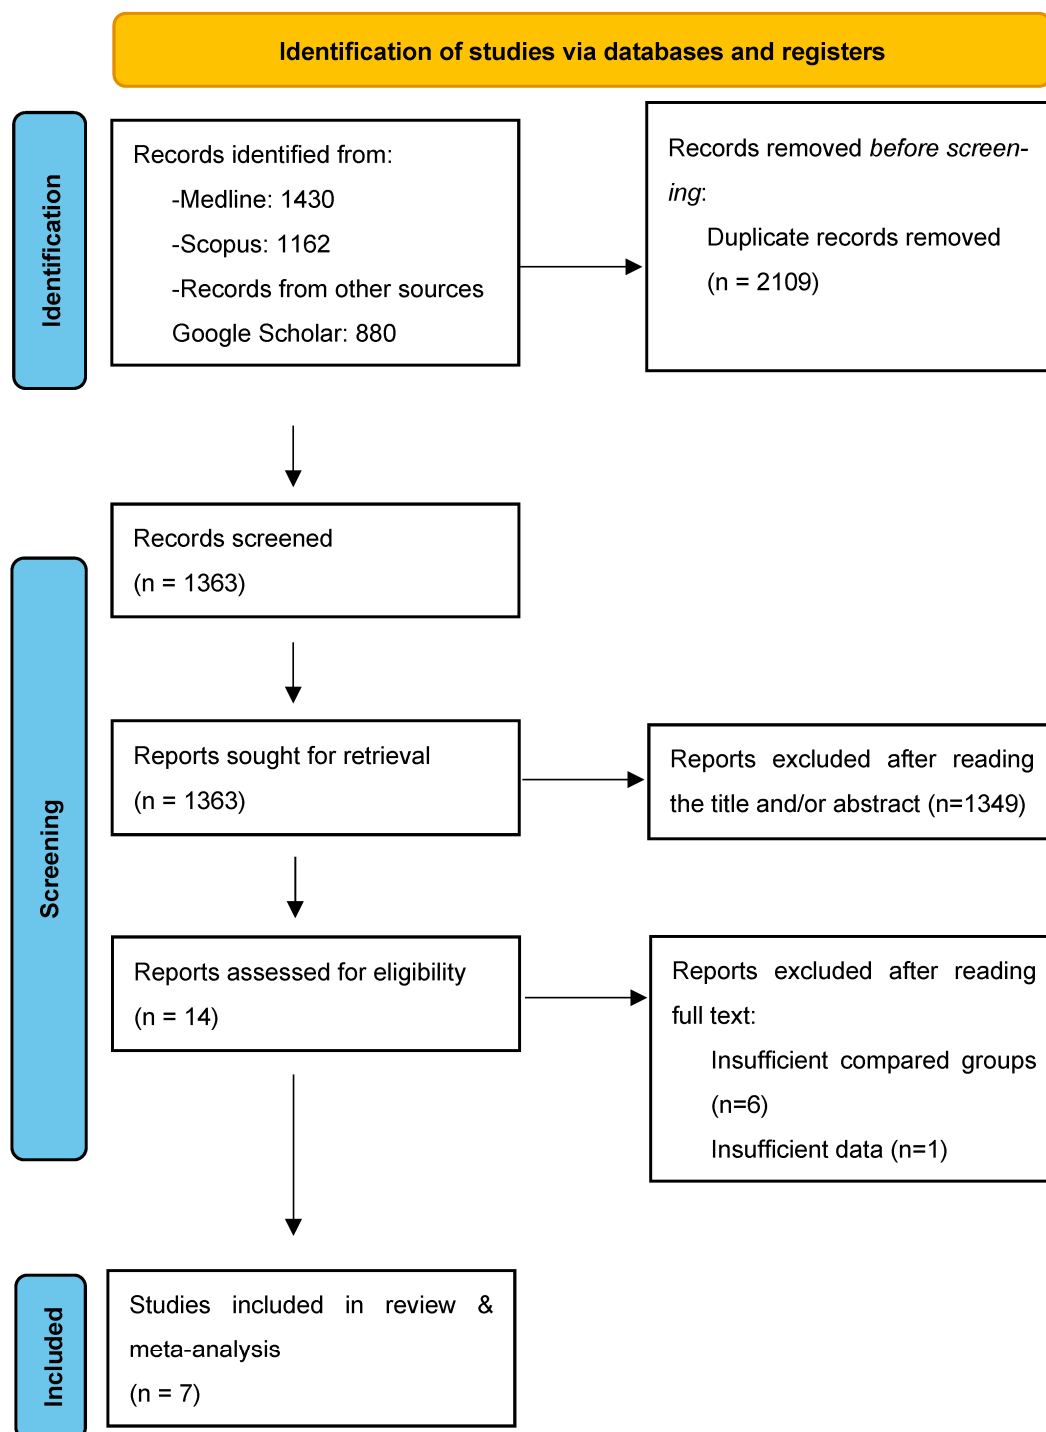 Identification of studies via databases and registers
Identification
Records identified from:
-Medline: 1430
-Scopus: 1162
-Records from other sources
Google Scholar: 880
Records removed before screen-
ing:
Duplicate records removed
(n = 2109)
Screening
Records screened
(n = 1363)
Reports sought for retrieval
(n = 1363)
Reports excluded after reading
the title and/or abstract (n=1349)
Reports assessed for eligibility
(n = 14)
Reports excluded after reading
full text:
Insufficient compared groups
(n=6)
Insufficient data (n=1)
Included
Studies included in review &
meta-analysis
(n = 7)